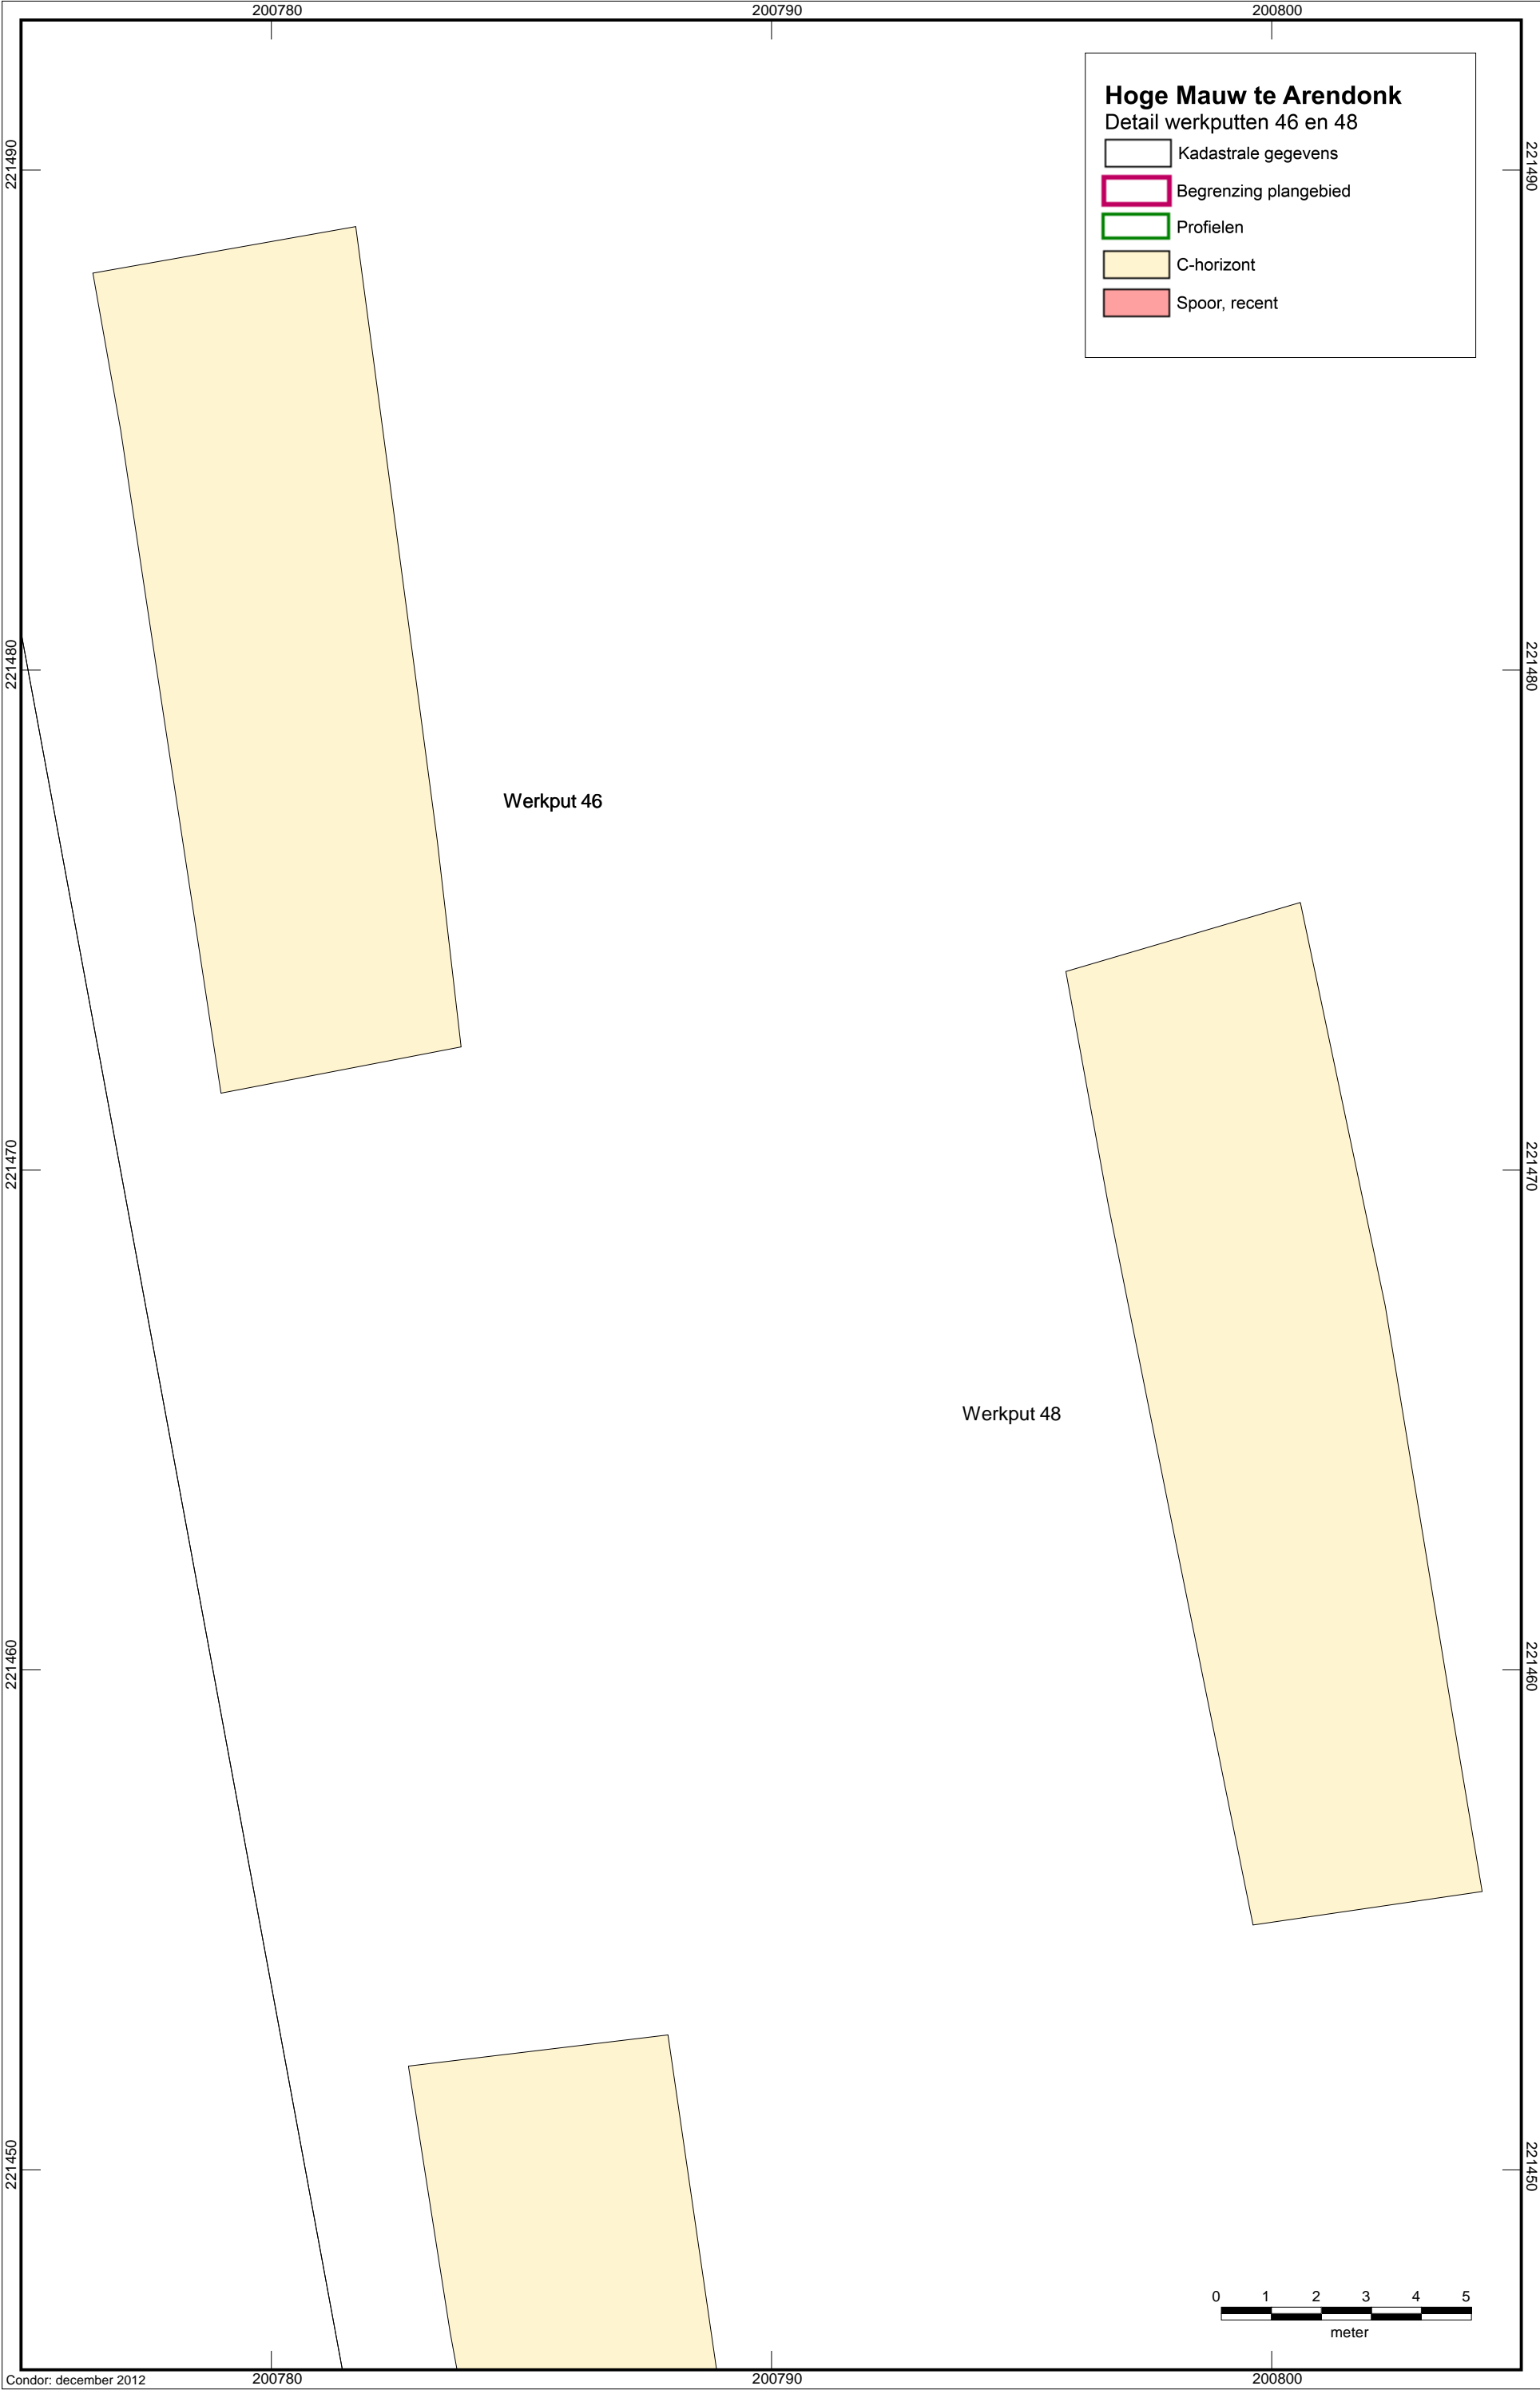 200780 200790 200800
Hoge Mauw te Arendonk
Detail werkputten 46 en 48
Kadastrale gegevens
Begrenzing plangebied
Profielen
C-horizont
Spoor, recent
221490 221490
221480 221480
Werkput 46
221470 221470
Werkput 48
221460 221460
221450 221450
0 1 2 3 4 5
meter
200780 200790 200800
Condor: december 2012